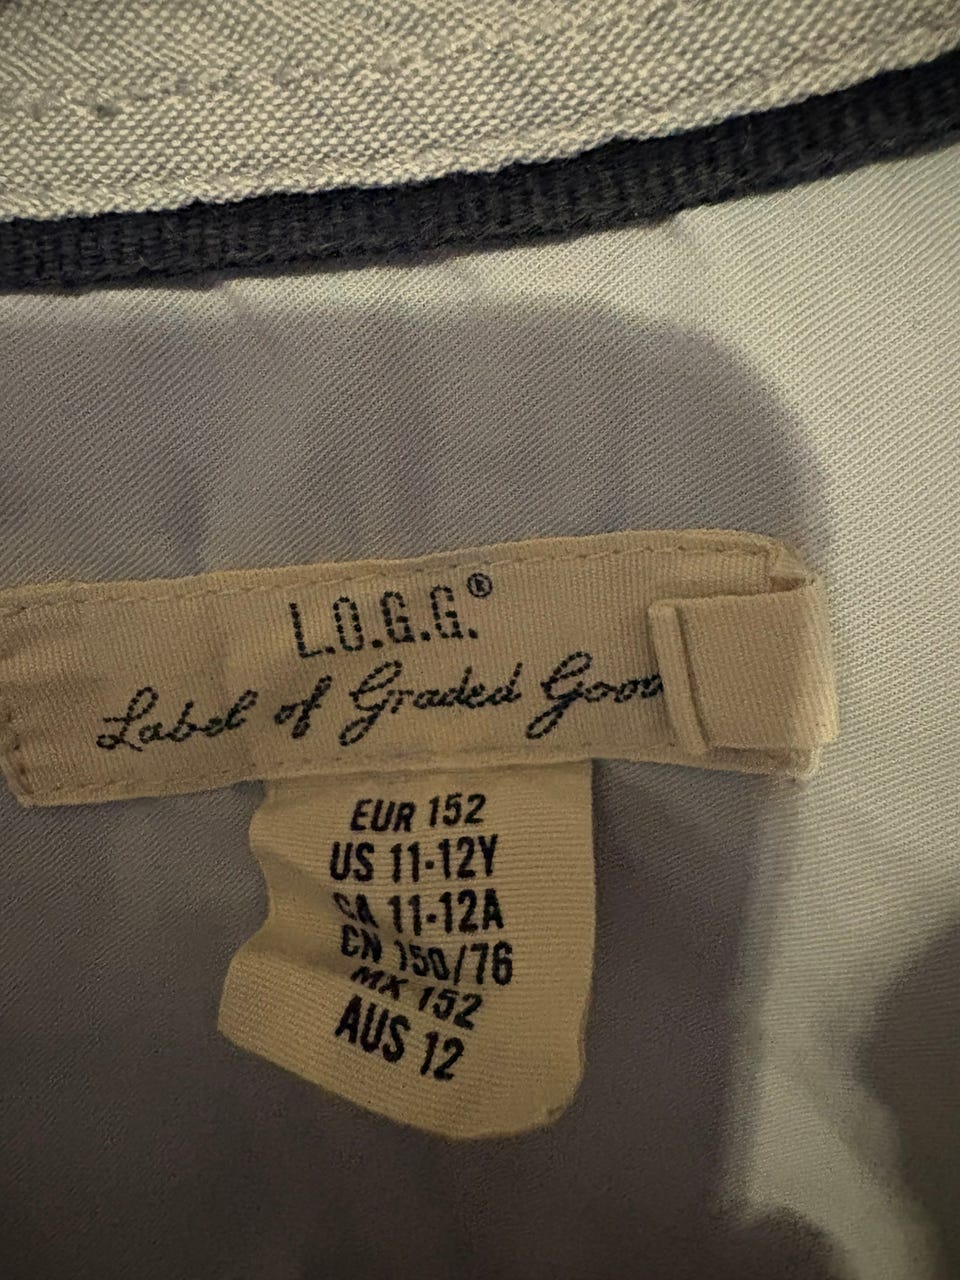 L.O.G.G.®
Label of Graded Good
EUR 152
US 11-12Y
CA 11-12A
CN 150/76
MX 152
AUS 12